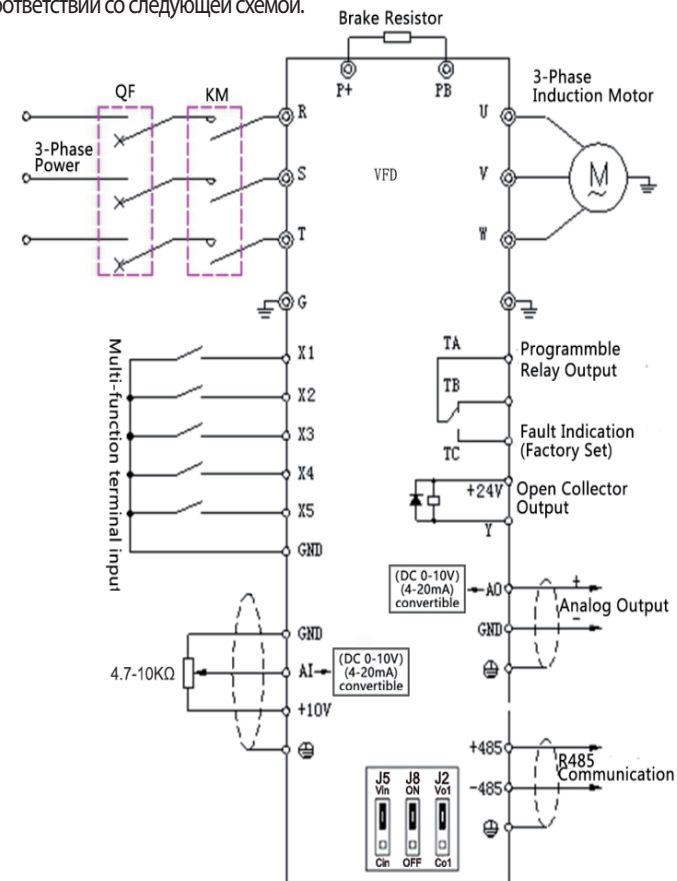 оответствии со следующей схемой.
Brake Resistor
P+ PB
QF KM
3-Phase
Power
R
S
T
G
VFD
U
V
W
3-Phase
Induction Motor
M
~
Multi-function terminal input
X1
X2
X3
X4
X5
GND
TA
TB
TC
Programmble
Relay Output
Fault Indication
(Factory Set)
+24V
Y
Open Collector
Output
(DC 0-10V)
(4-20mA)
convertible
AO
GND
+
Analog Output
−
4.7-10KΩ
GND
AI
+10V
(DC 0-10V)
(4-20mA)
convertible
+485
-485
R485
Communication
J5 J8 J2
Vin ON Vo1
Cin OFF Co1